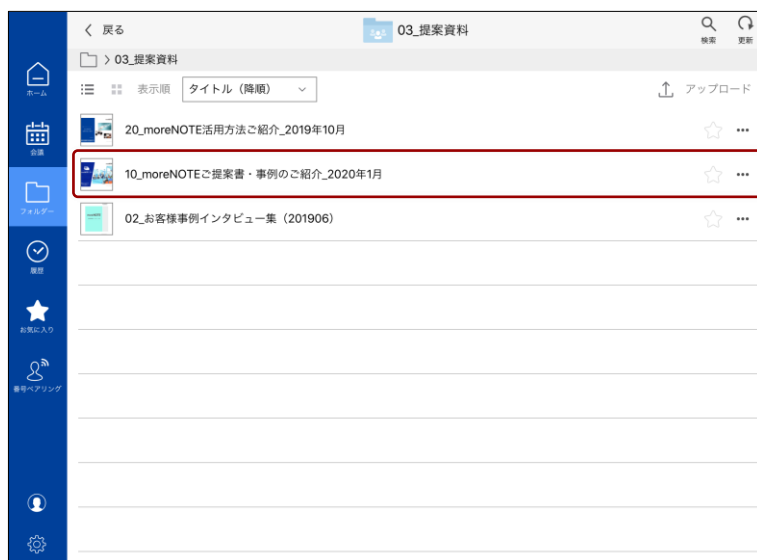 戻る
03_提案資料
検索
更新
03_提案資料
表示順
タイトル（降順）
アップロード
20_moreNOTE活用方法ご紹介_2019年10月
10_moreNOTEご提案書・事例のご紹介_2020年1月
02_お客様事例インタビュー集（201906）
ホーム
会議
フォルダー
履歴
お気に入り
番号ペアリング